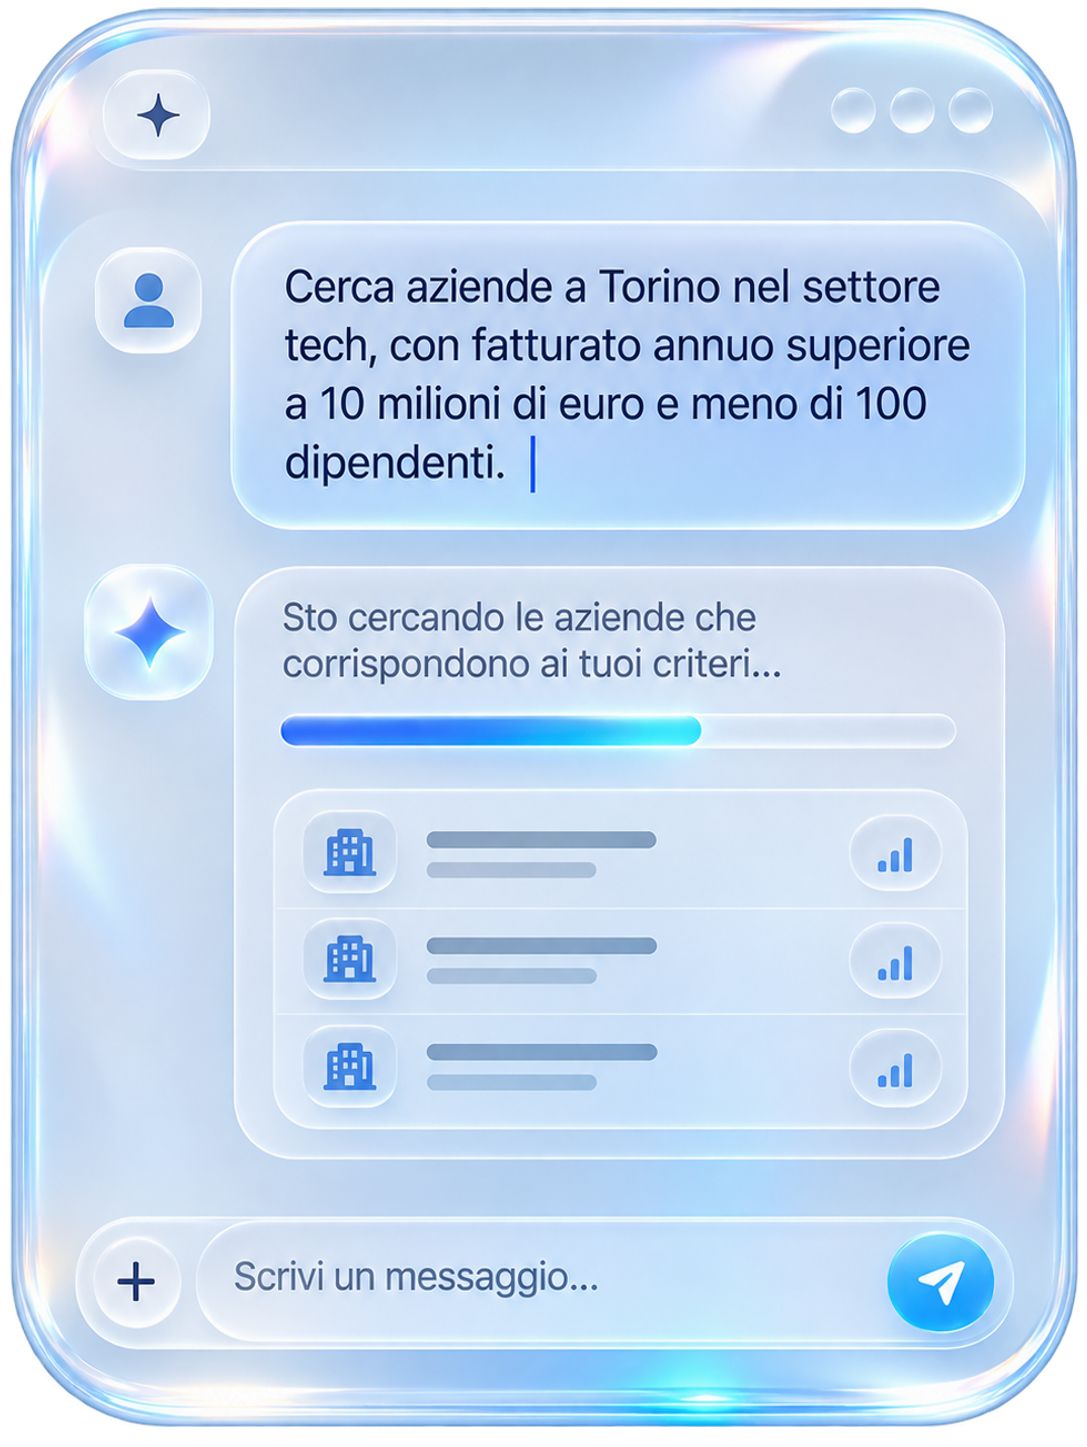 Cerca aziende a Torino nel settore
tech, con fatturato annuo superiore
a 10 milioni di euro e meno di 100
dipendenti.
Sto cercando le aziende che
corrispondono ai tuoi criteri...
Scrivi un messaggio...